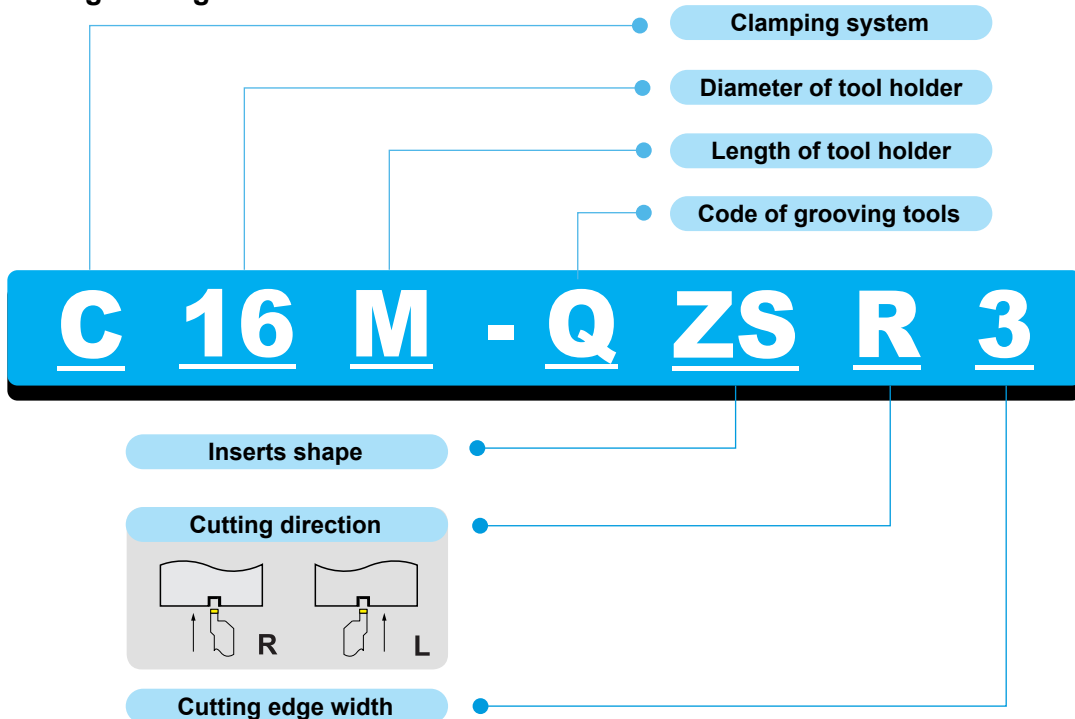 Clamping system
Diameter of tool holder
Length of tool holder
Code of grooving tools
C 16 M - Q ZS R 3
Inserts shape
Cutting direction
R L
Cutting edge width